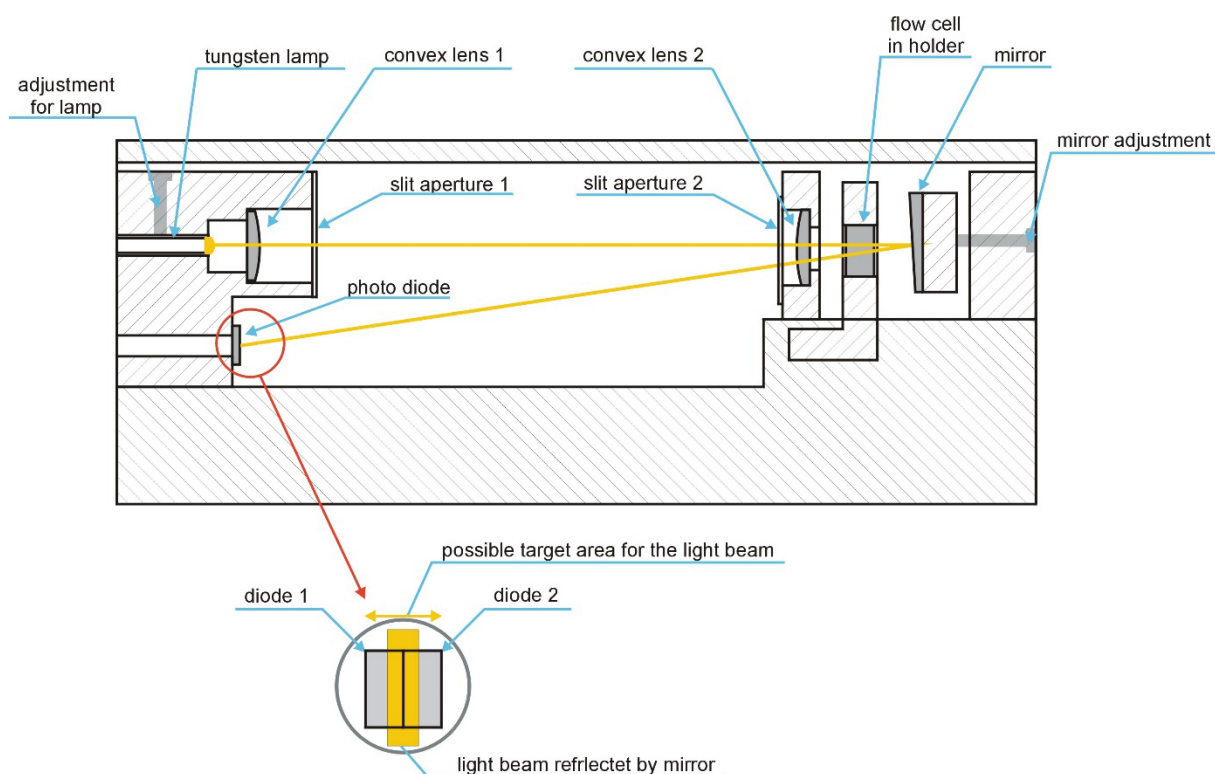 flow cell
in holder
tungsten lamp
convex lens 1
convex lens 2
mirror
adjustment
for lamp
mirror adjustment
slit aperture 1
slit aperture 2
photo diode
possible target area for the light beam
diode 1
diode 2
light beam refrlectet by mirror